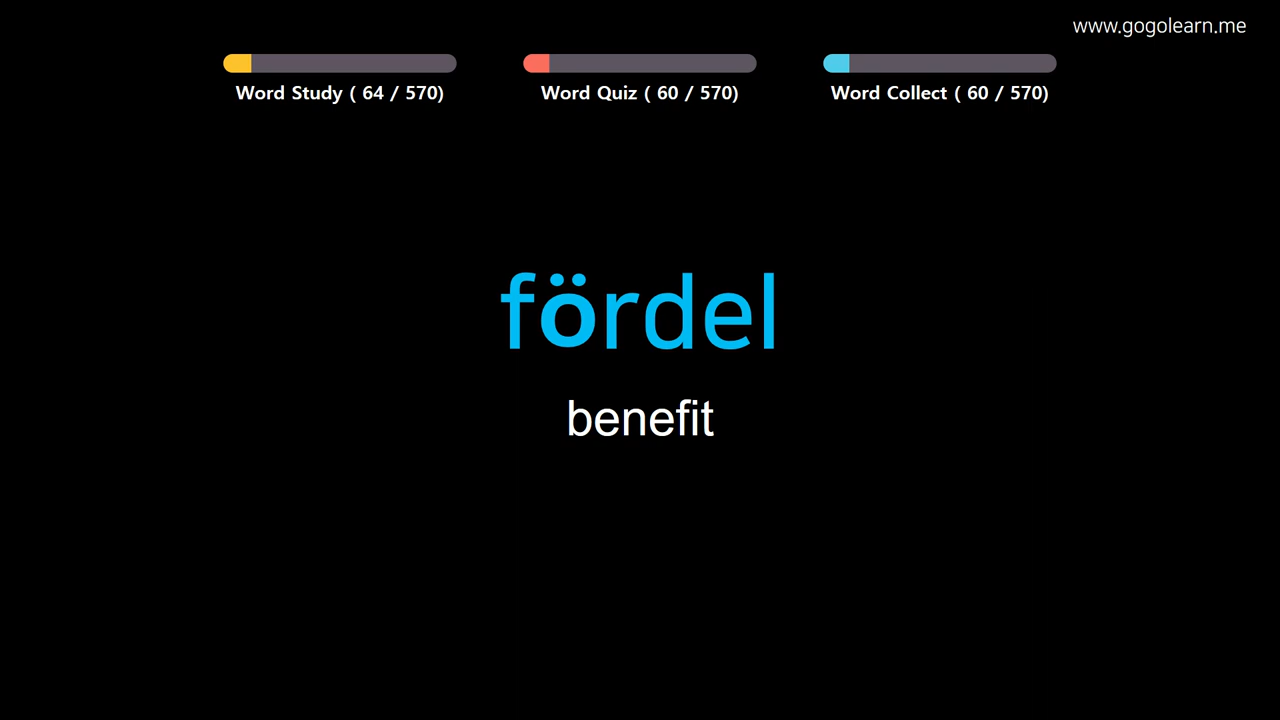 www.gogolearn.me
Word Study ( 64 / 570)
Word Quiz ( 60 / 570)
Word Collect ( 60 / 570)
fördel
benefit